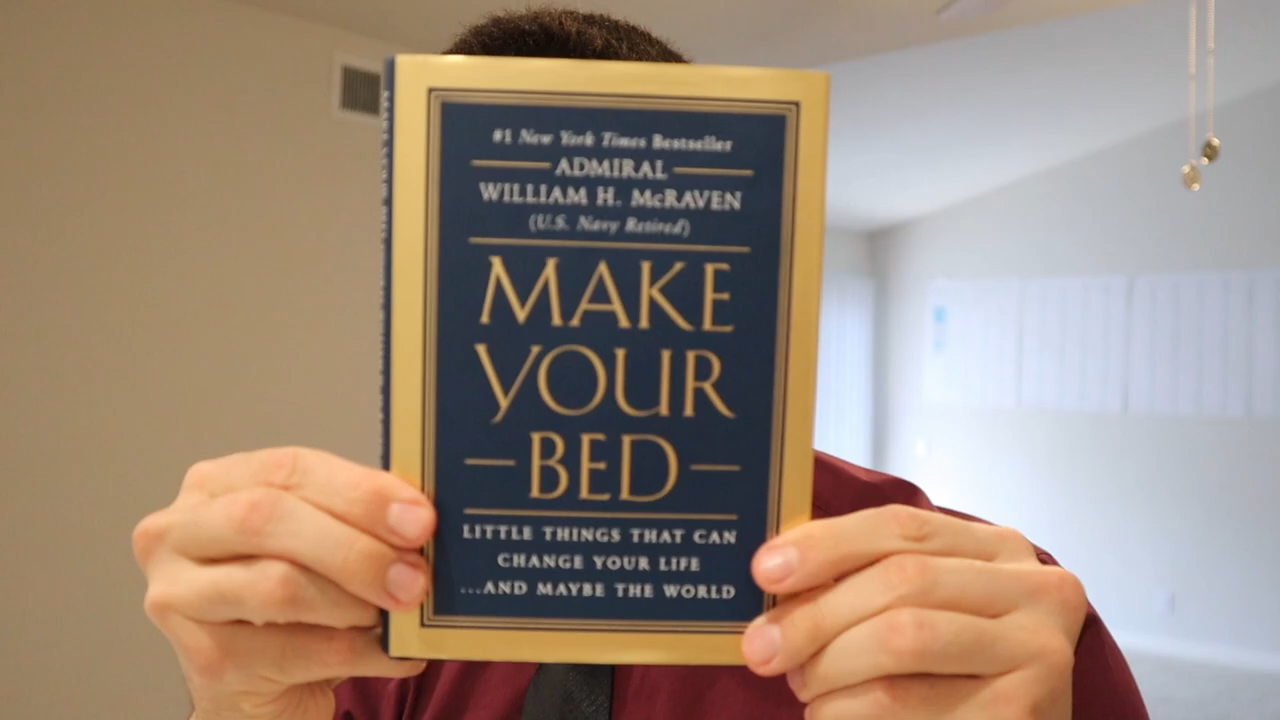 #1 New York Times Bestseller
ADMIRAL
WILLIAM H. McRAVEN
(U.S. Navy Retired)
MAKE
YOUR
BED
LITTLE THINGS THAT CAN
CHANGE YOUR LIFE
...AND MAYBE THE WORLD